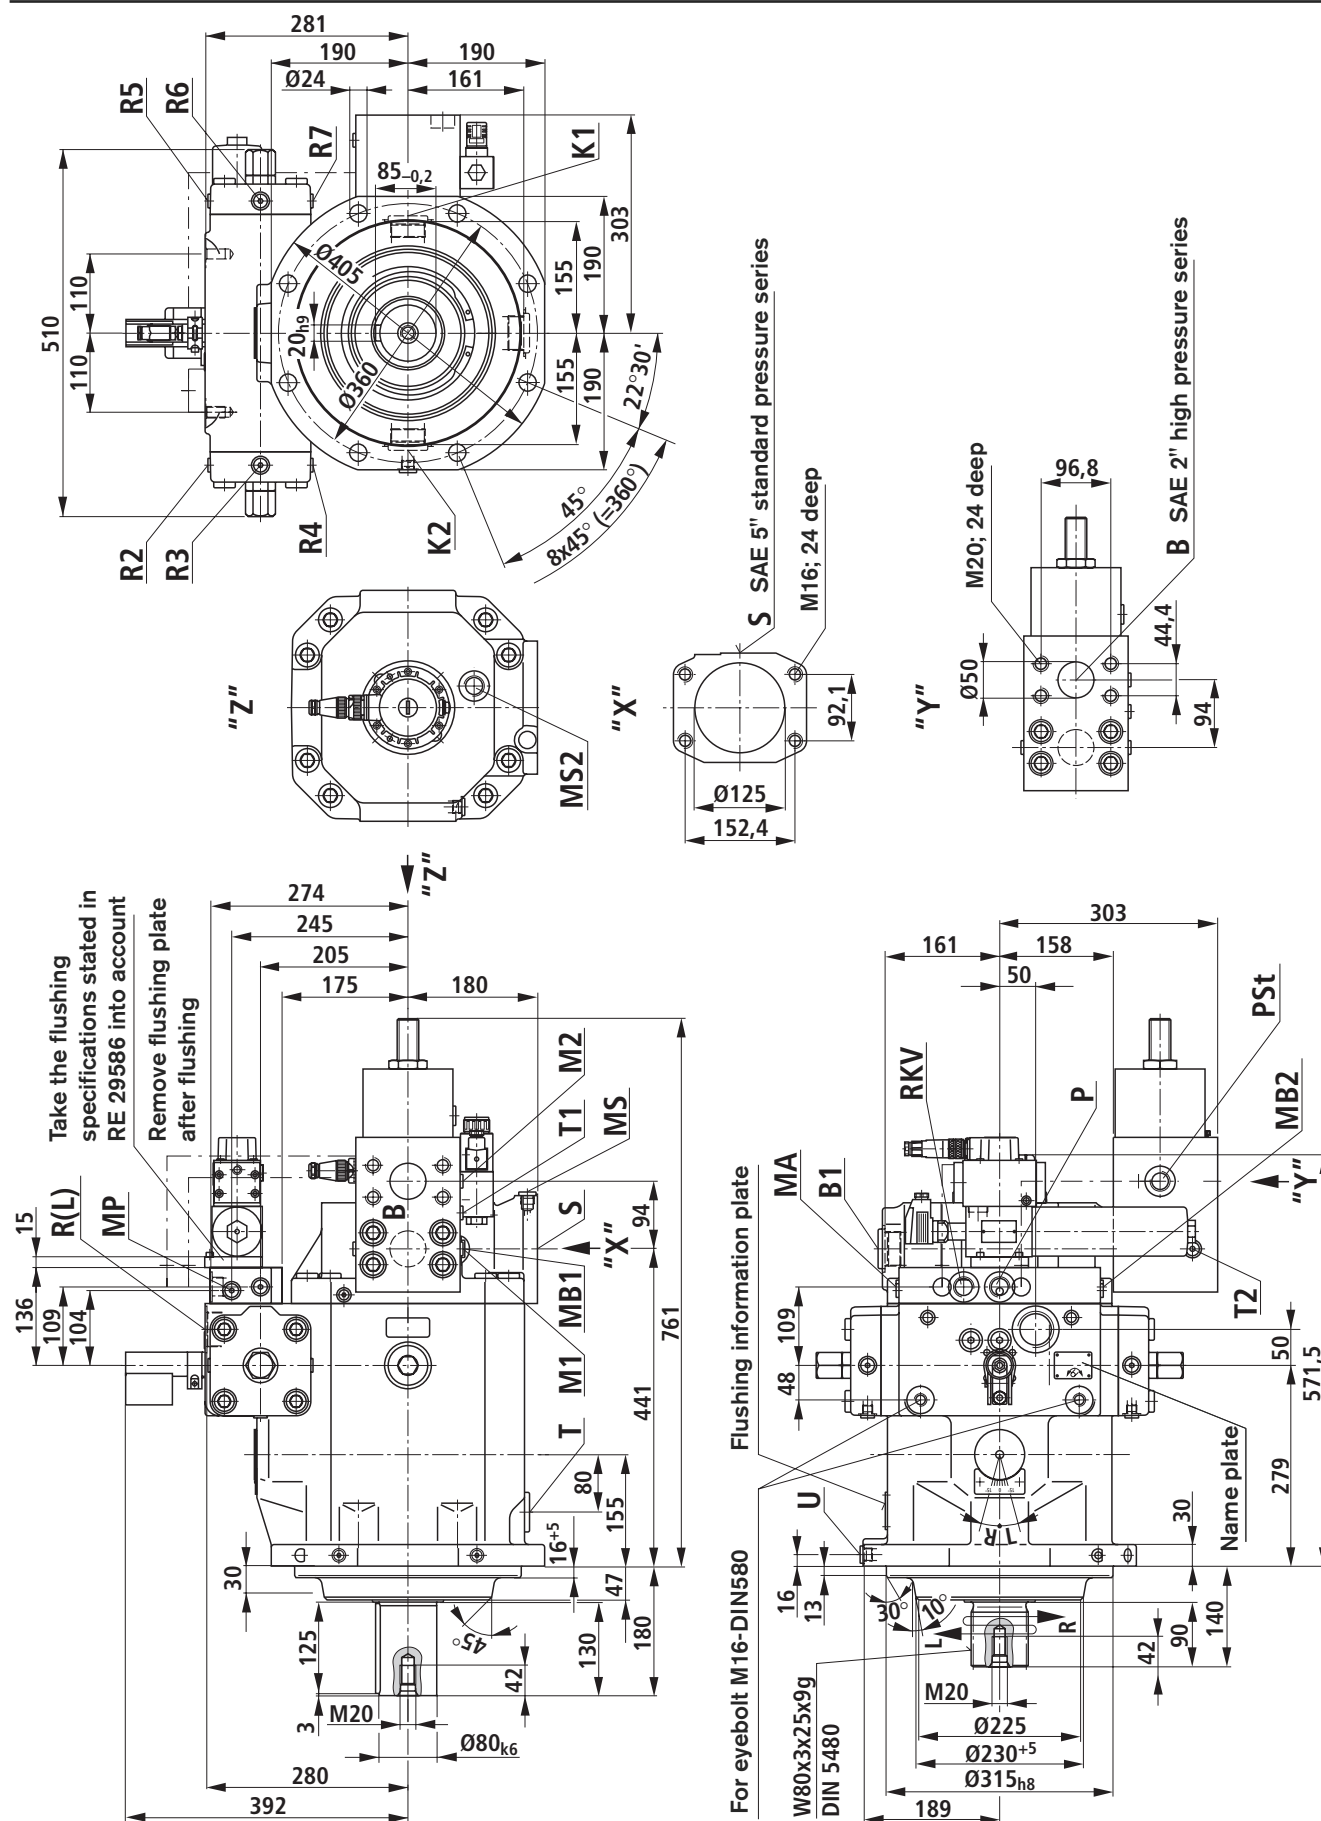 281
190
190
Ø24
161
R5
R6
R7
K1
85–0,2
510
110
110
303
190
155
Ø405
20h9
Ø360
155
190
22°30'
45°
8x45° (=360°)
R2
R3
R4
K2
"Z"
MS2
"X"
S SAE 5" standard pressure series
M16; 24 deep
92,1
Ø125
152,4
"Y"
M20; 24 deep
96,8
B SAE 2" high pressure series
Ø50
44,4
94
"Z"
Take the flushing
specifications stated in
RE 29586 into account
Remove flushing plate
after flushing
274
245
205
175
180
R(L)
MP
15
136
109
104
M2
T1
MS
B
S
94
"X"
MB1
M1
T
761
441
80
155
16+5
30
47
45°
125
130
180
42
3
M20
Ø80k6
280
392
303
161
158
50
PSt
RKV
P
MB2
MA
B1
"Y"
T2
Flushing information plate
109
48
50
571,5
279
Name plate
U
L
R
30
16
13
30°
10°
L
R
90
140
42
For eyebolt M16-DIN580
W80x3x25x9g
DIN 5480
M20
Ø225
Ø230+5
Ø315h8
189